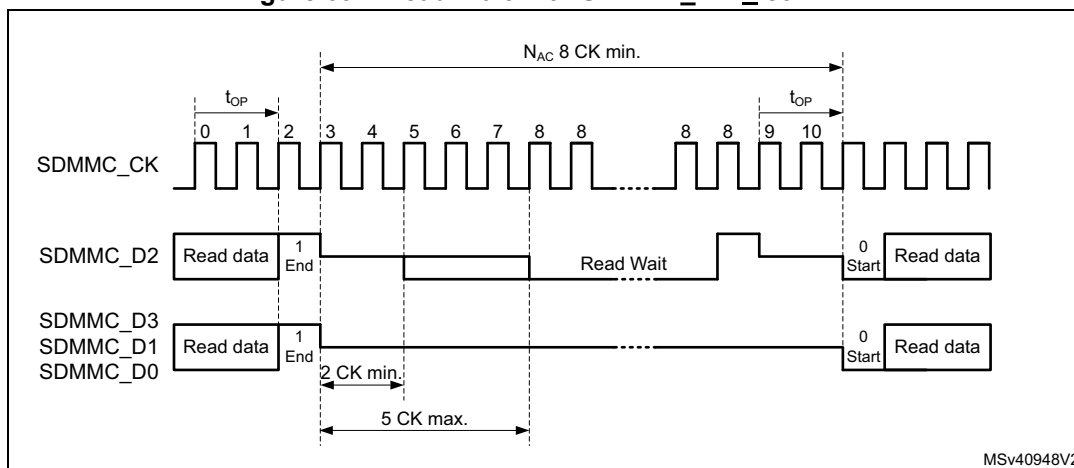 N_AC 8 CK min.
t_OP t_OP
0 1 2 3 4 5 6 7 8 8 8 8 9 10
SDMMC_CK
SDMMC_D2 Read data 1 End Read Wait 0 Start Read data
SDMMC_D3
SDMMC_D1 Read data 1 End 0 Start Read data
SDMMC_D0
2 CK min.
5 CK max.
MSv40948V2